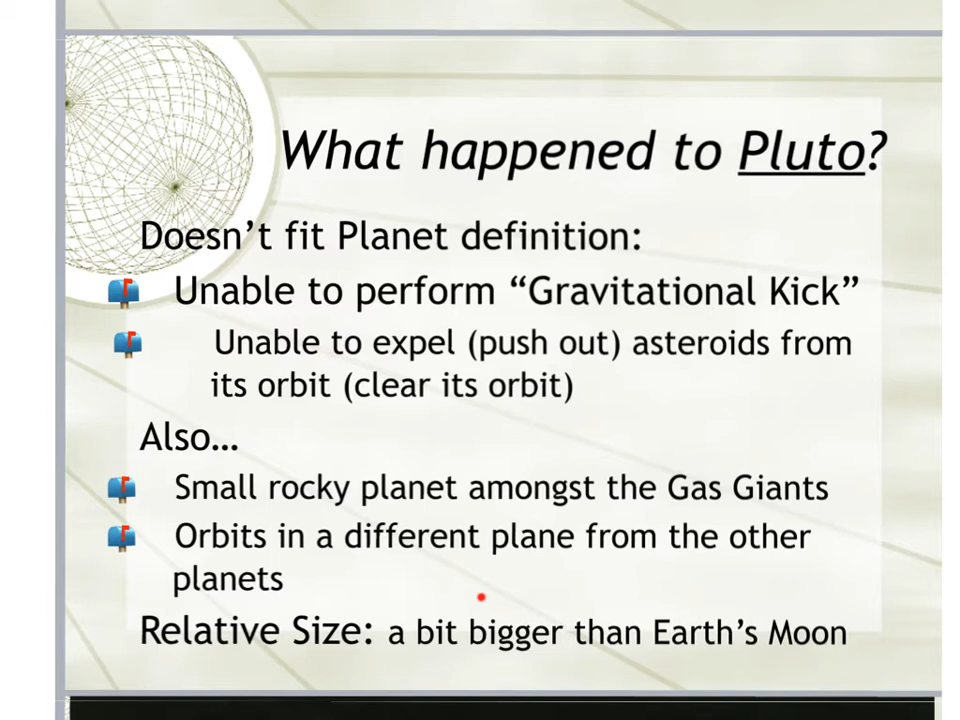 What happened to Pluto?
Doesn’t fit Planet definition:
Unable to perform “Gravitational Kick”
Unable to expel (push out) asteroids from
its orbit (clear its orbit)
Also…
Small rocky planet amongst the Gas Giants
Orbits in a different plane from the other
planets
Relative Size: a bit bigger than Earth’s Moon